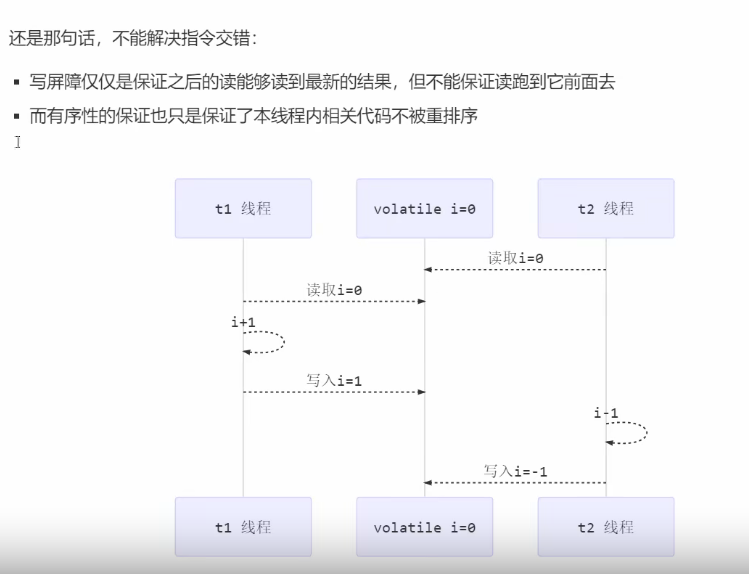 还是那句话，不能解决指令交错：
▪ 写屏障仅仅是保证之后的读能够读到最新的结果，但不能保证读跑到它前面去
▪ 而有序性的保证也只是保证了本线程内相关代码不被重排序
t1 线程
volatile i=0
t2 线程
读取i=0
读取i=0
i+1
写入i=1
i-1
写入i=-1
t1 线程
volatile i=0
t2 线程